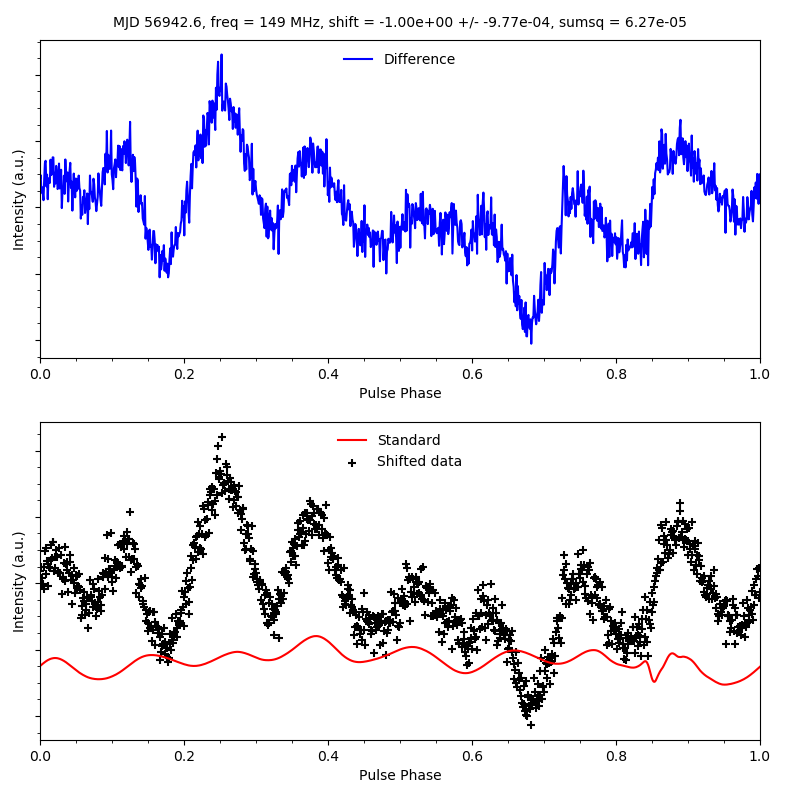 MJD 56942.6, freq = 149 MHz, shift = -1.00e+00 +/- -9.77e-04, sumsq = 6.27e-05
Difference
Intensity (a.u.)
0.0 0.2 0.4 0.6 0.8 1.0
Pulse Phase
Standard
Shifted data
Intensity (a.u.)
0.0 0.2 0.4 0.6 0.8 1.0
Pulse Phase